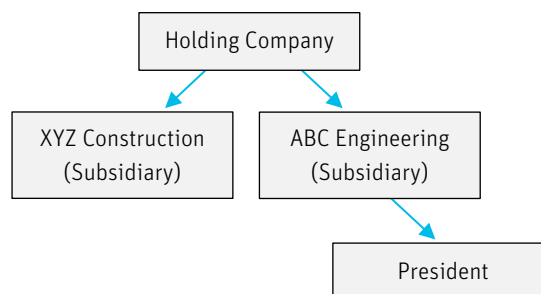 Holding Company
XYZ Construction
(Subsidiary)
ABC Engineering
(Subsidiary)
President